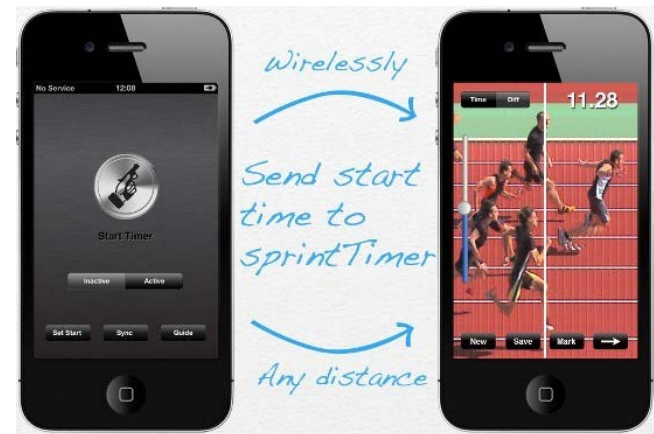 No Service 12:08
Start Timer
Inactive Active
Set Start Sync Guide
Wirelessly
Send start
time to
sprintTimer
Any distance
Time Diff 11.28
New Save Mark